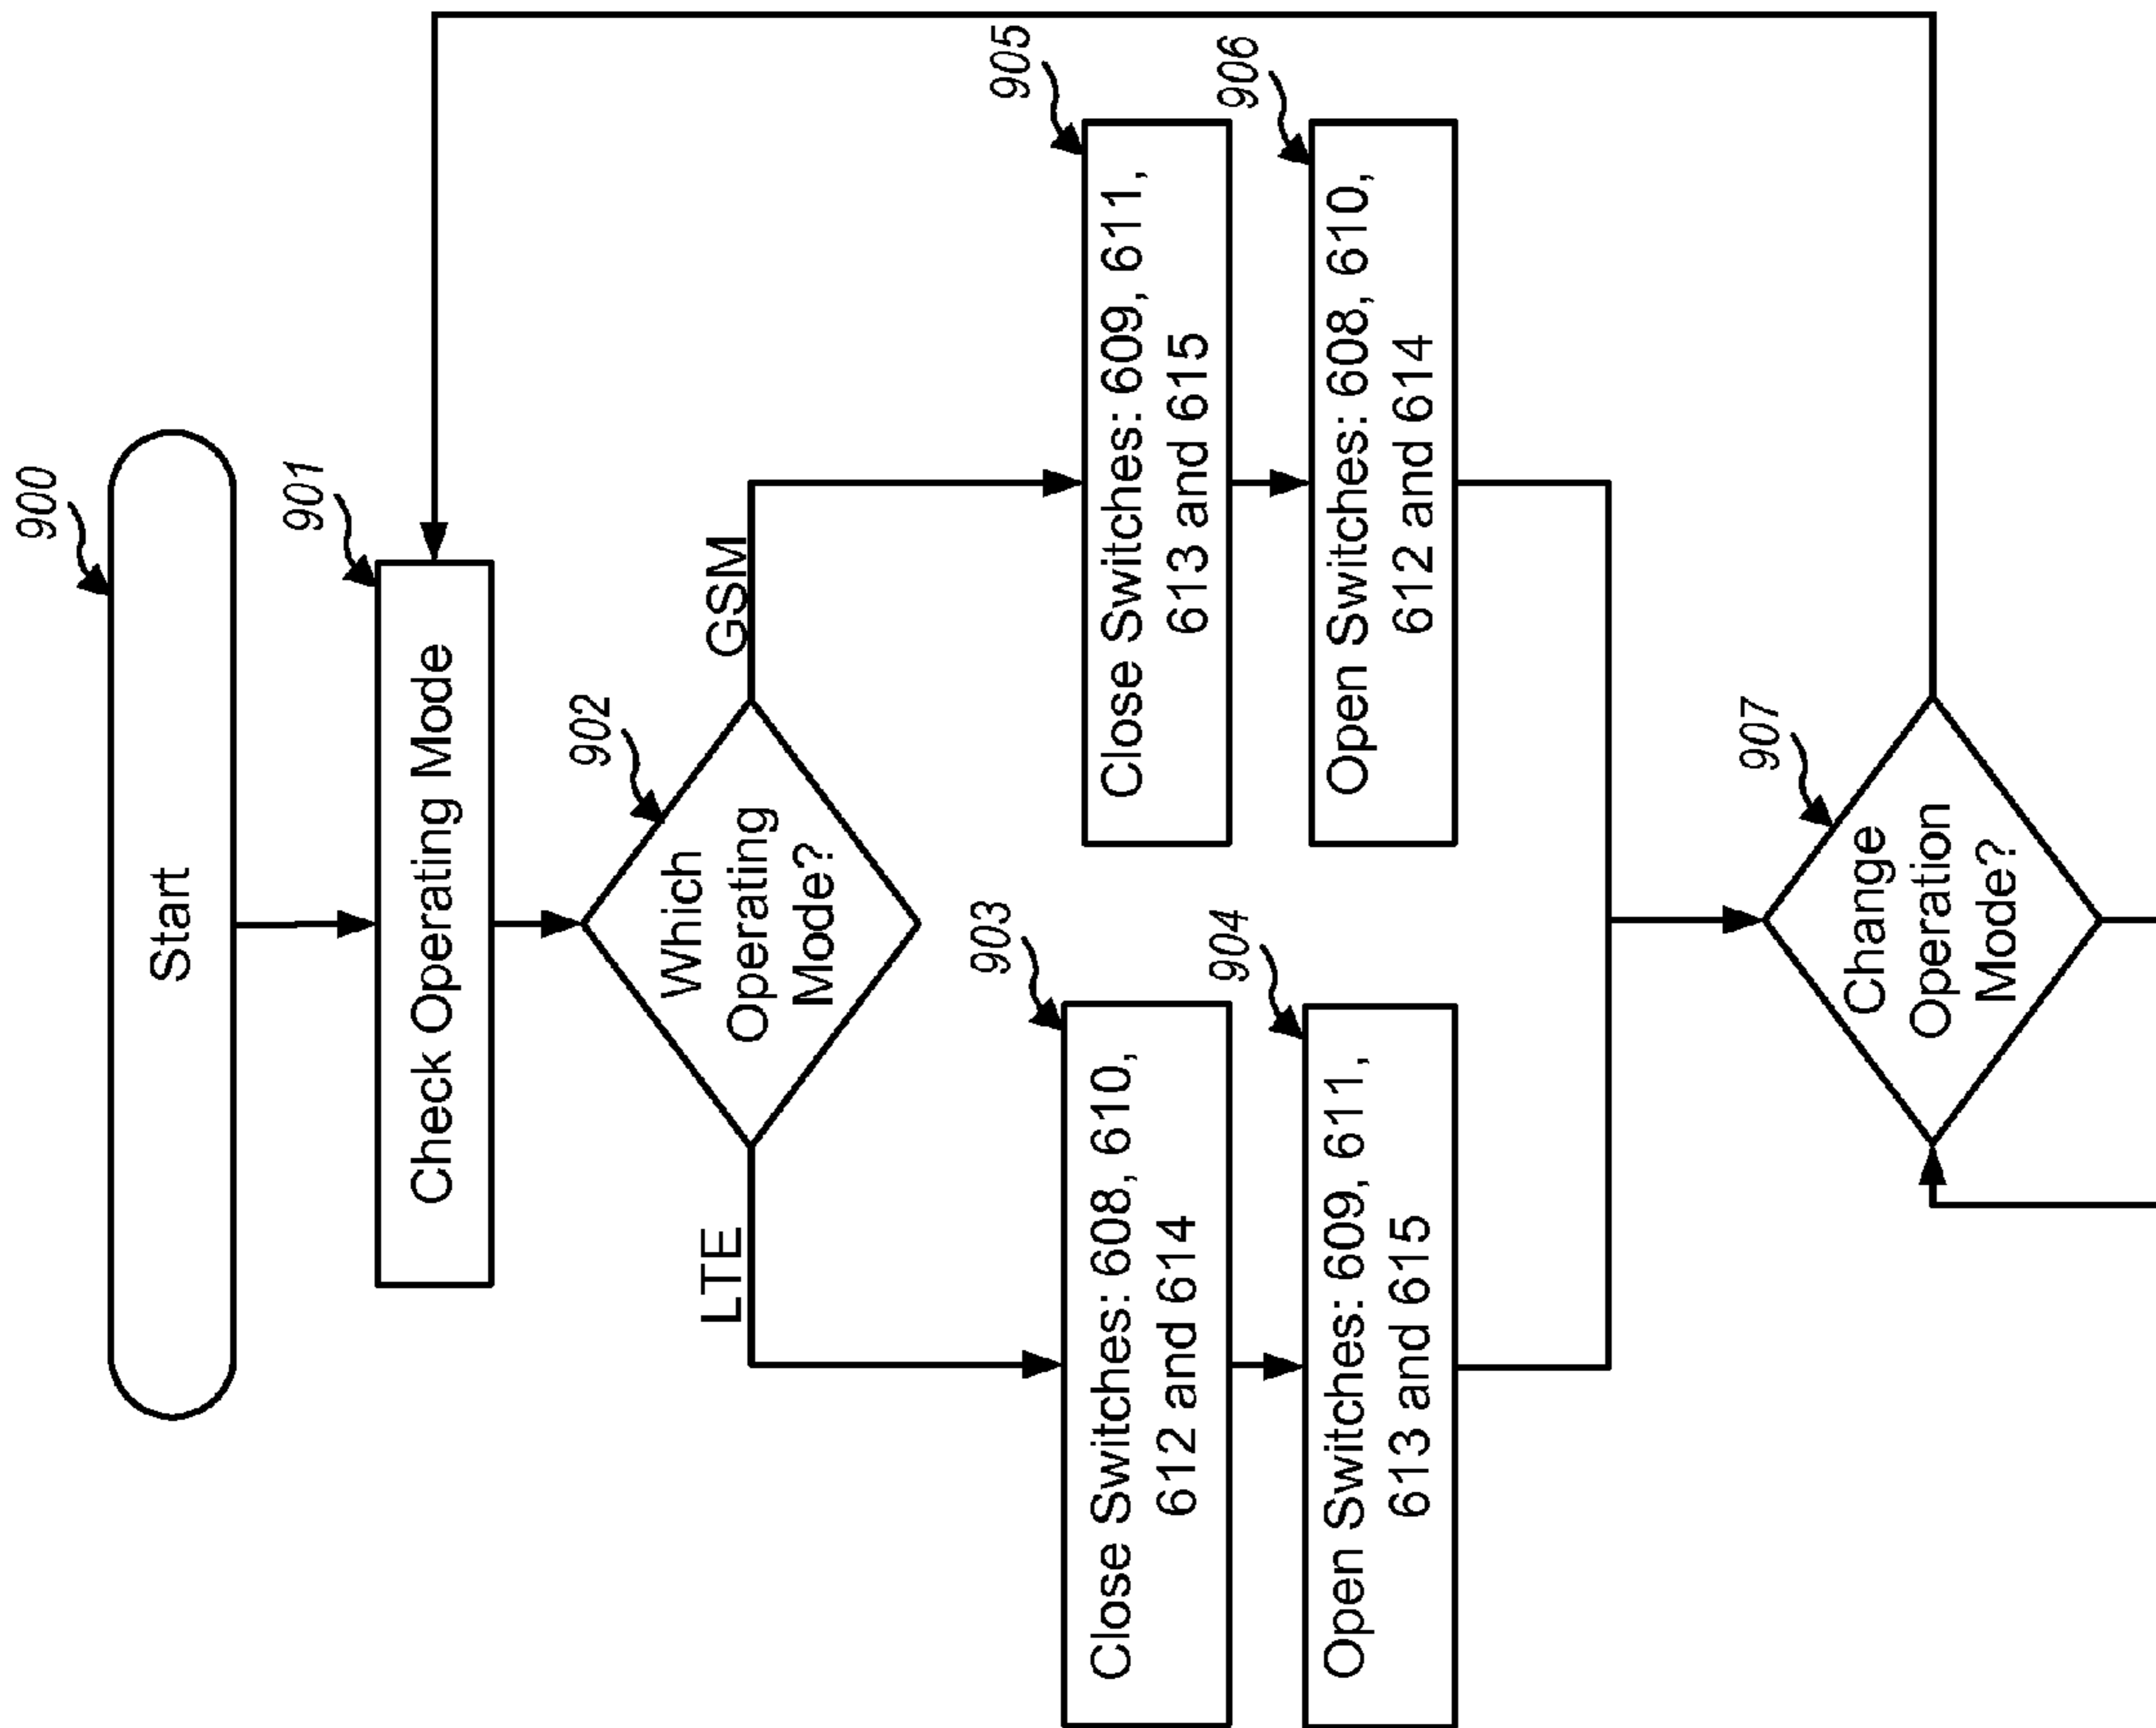 900
Start
901
Check Operating Mode
902
Which
Operating
Mode?
LTE
GSM
903
Close Switches: 608, 610,
612 and 614
904
Open Switches: 609, 611,
613 and 615
905
Close Switches: 609, 611,
613 and 615
906
Open Switches: 608, 610,
612 and 614
907
Change
Operation
Mode?